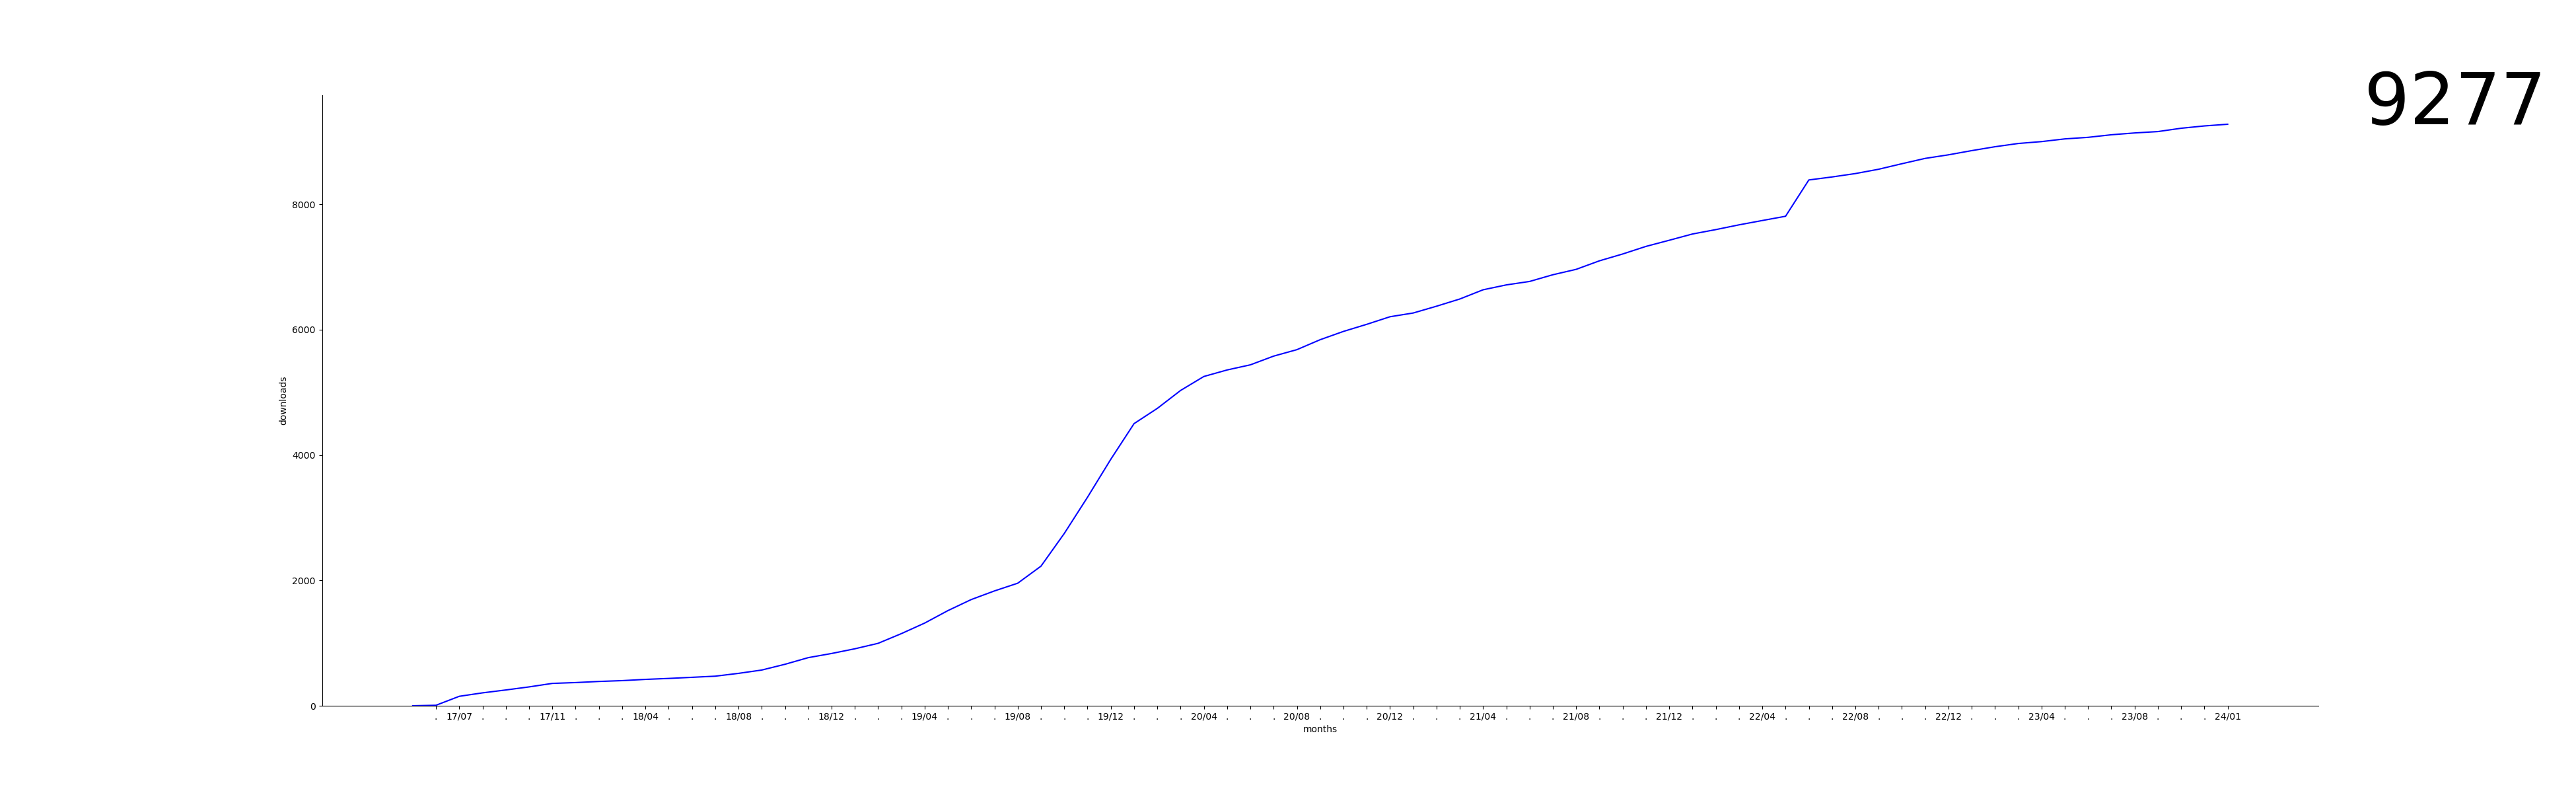 9277
8000
6000
downloads
4000
2000
0
. 17/07 . . . 17/11 . . . 18/04 . . . 18/08 . . . 18/12 . . . 19/04 . . . 19/08 . . . 19/12 . . . 20/04 . . . 20/08 . . . 20/12 . . . 21/04 . . . 21/08 . . . 21/12 . . . 22/04 . . . 22/08 . . . 22/12 . . . 23/04 . . . 23/08 . . . 24/01
months